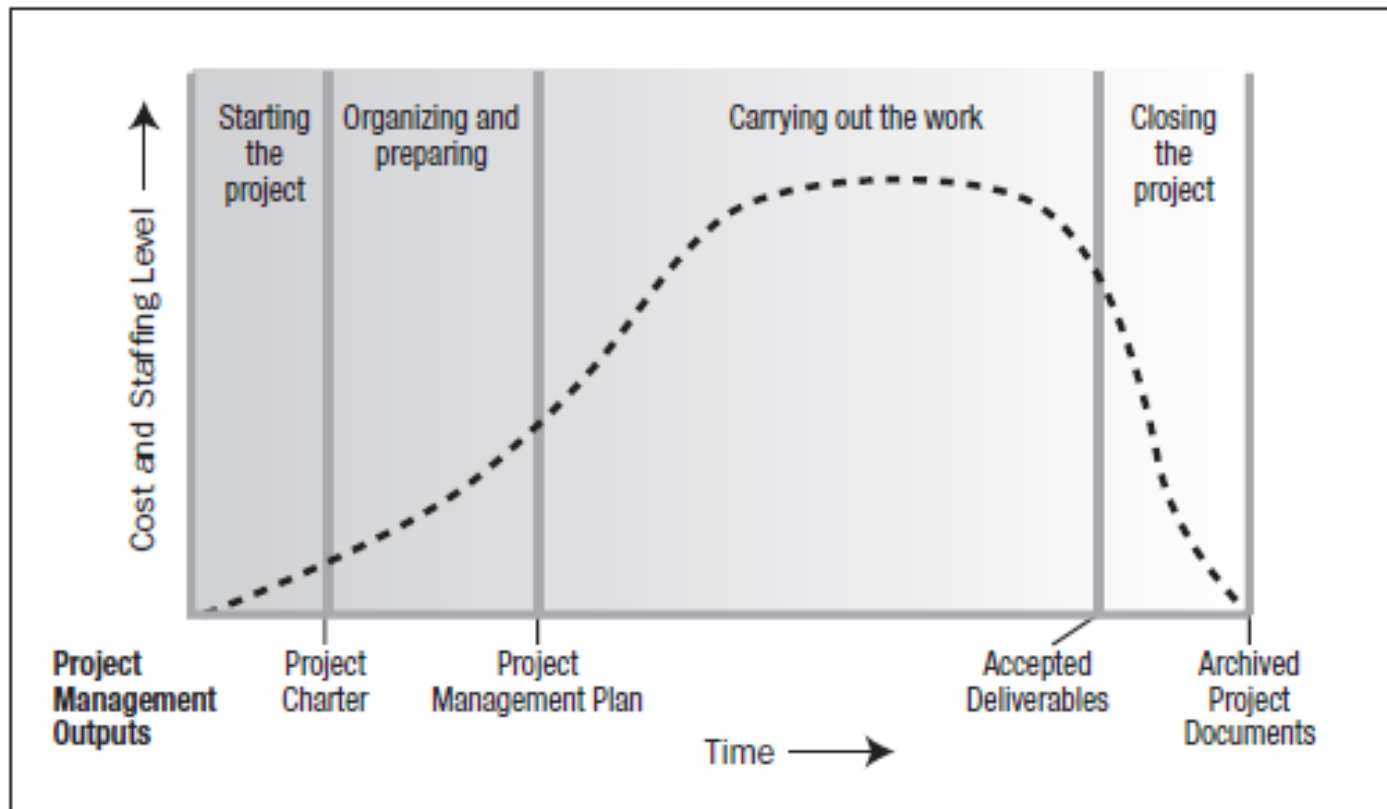 Starting
the
project
Organizing and
preparing
Carrying out the work
Closing
the
project
Cost and Staffing Level
Project
Management
Outputs
Project
Charter
Project
Management Plan
Accepted
Deliverables
Archived
Project
Documents
Time